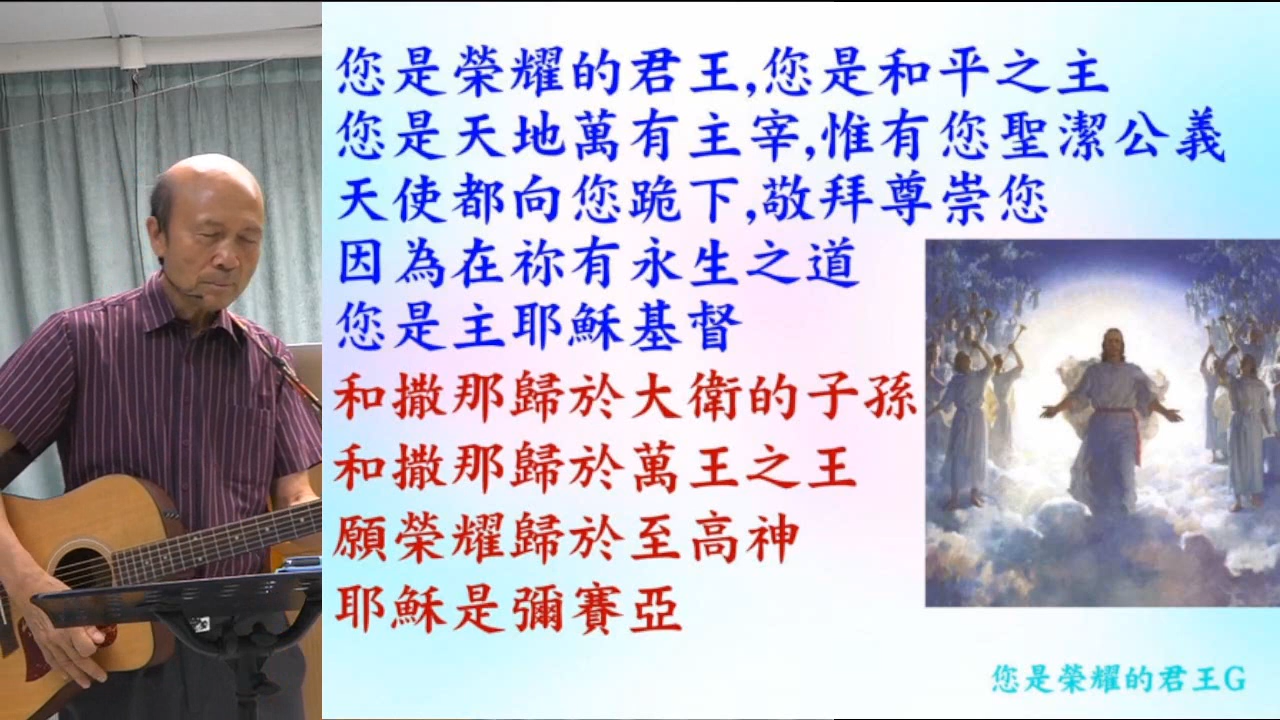 您是榮耀的君王,您是和平之主
您是天地萬有主宰,惟有您聖潔公義
天使都向您跪下,敬拜尊崇您
因為在祢有永生之道
您是主耶穌基督
和撒那歸於大衛的子孫
和撒那歸於萬王之王
願榮耀歸於至高神
耶穌是彌賽亞
您是榮耀的君王G